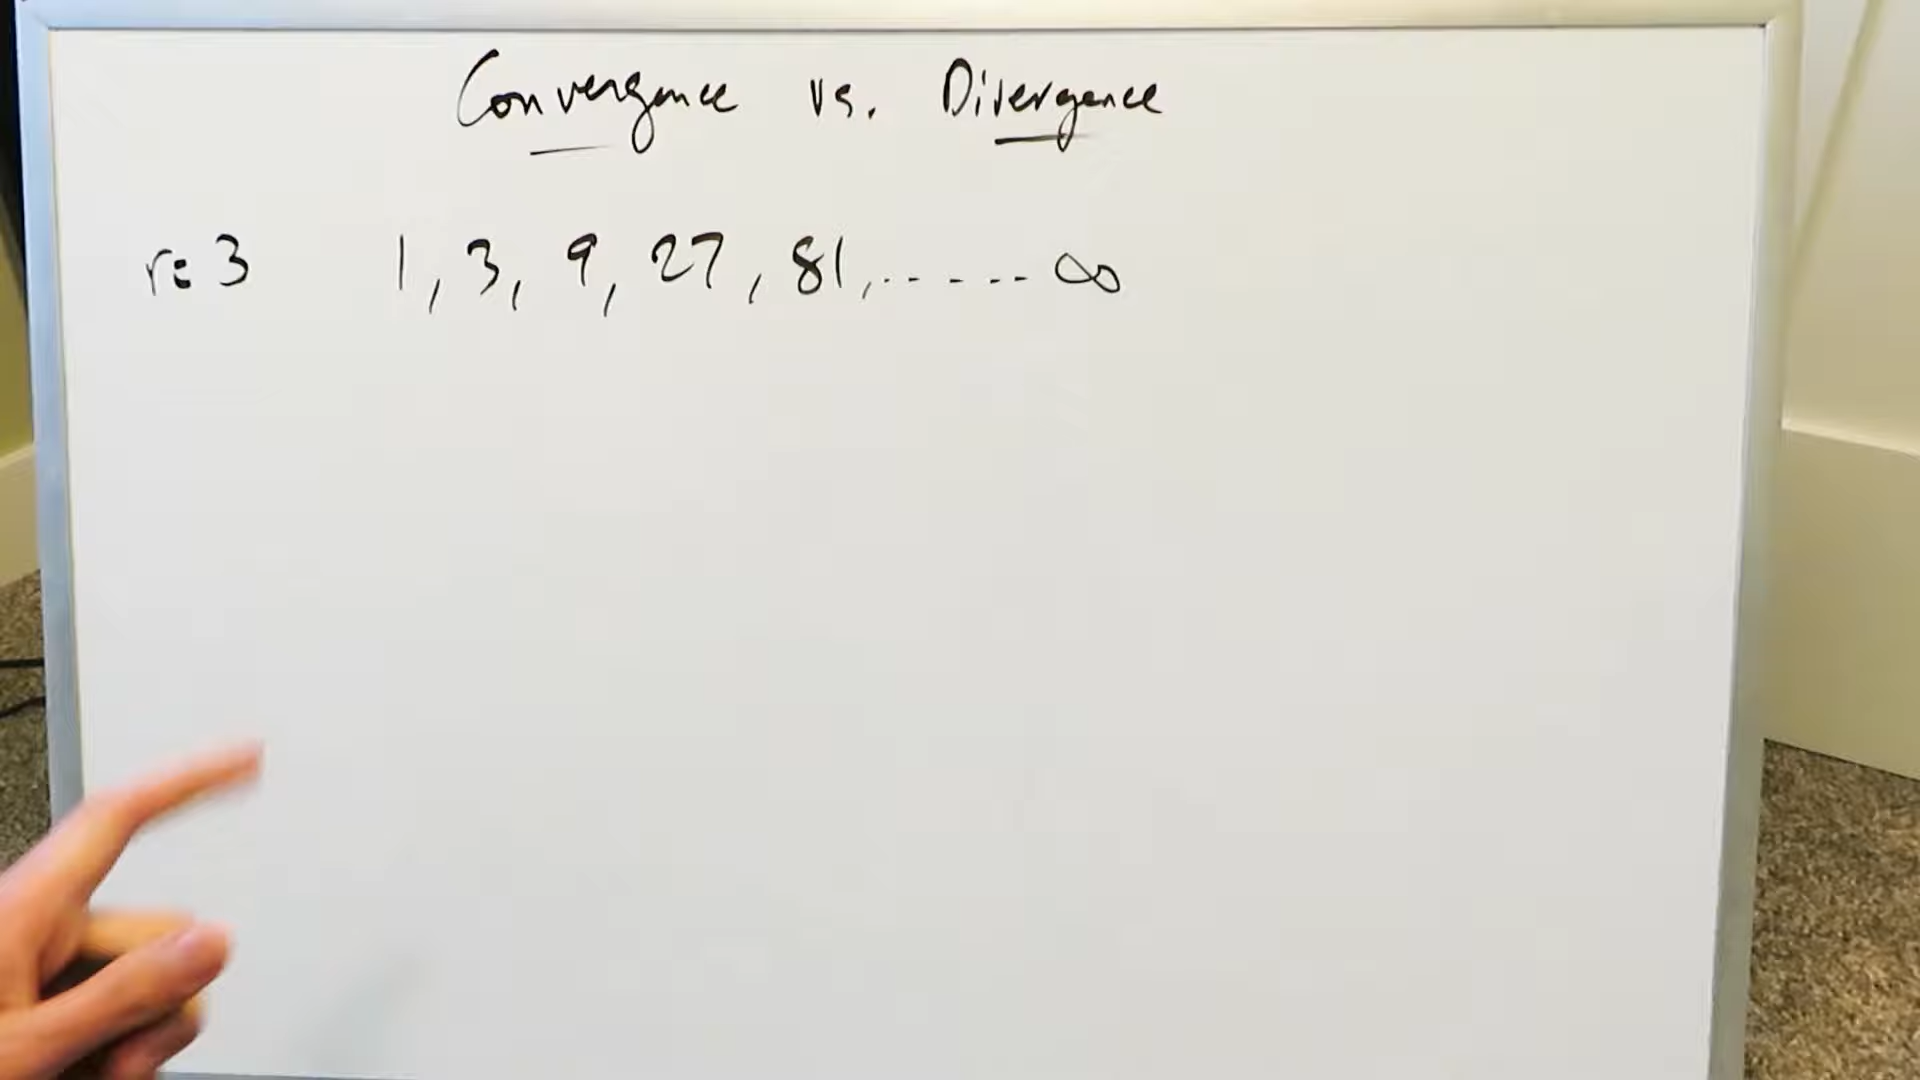 Convergence vs. Divergence
r=3 1, 3, 9, 27, 81, ..... ∞